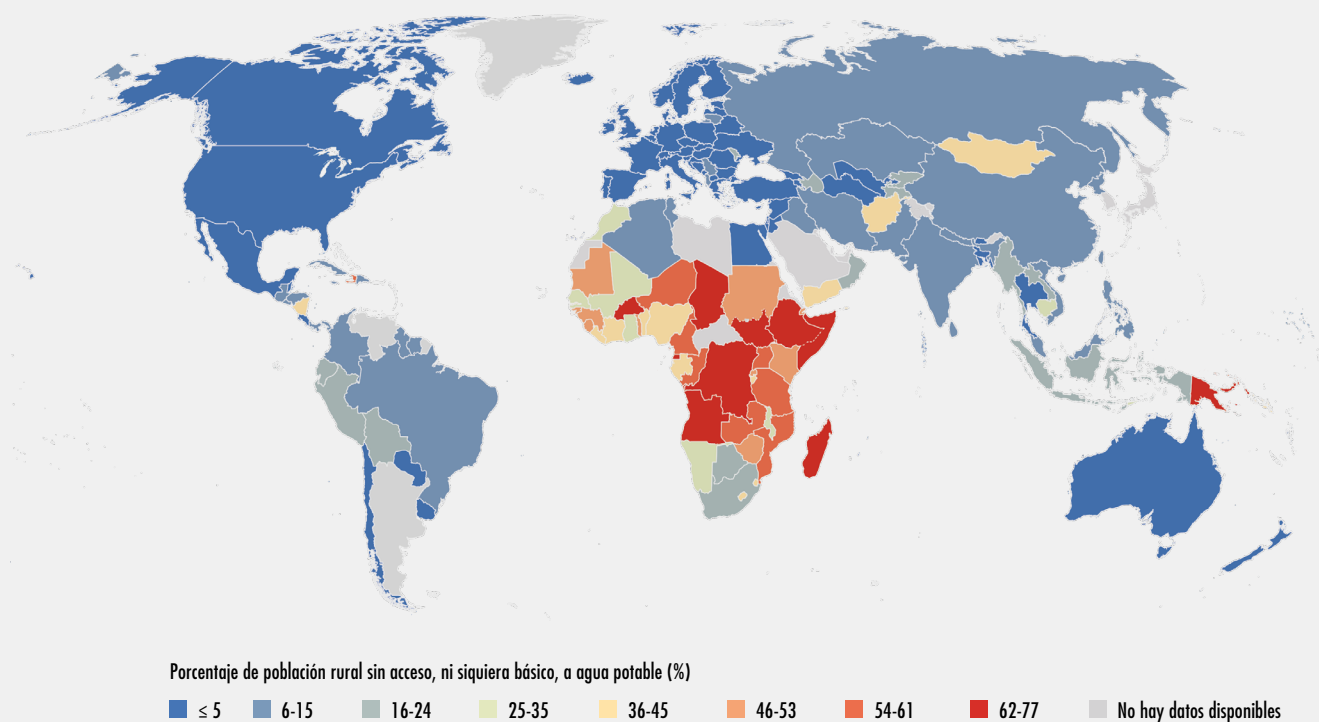 Porcentaje de población rural sin acceso, ni siquiera básico, a agua potable (%)
≤ 5 6-15 16-24 25-35 36-45 46-53 54-61 62-77 No hay datos disponibles